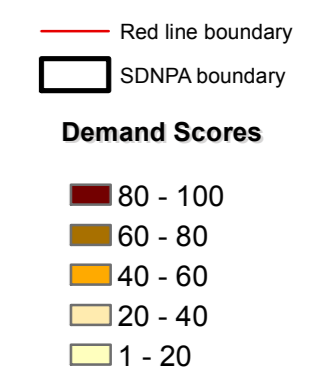 Red line boundary
SDNPA boundary
Demand Scores
80 - 100
60 - 80
40 - 60
20 - 40
1 - 20